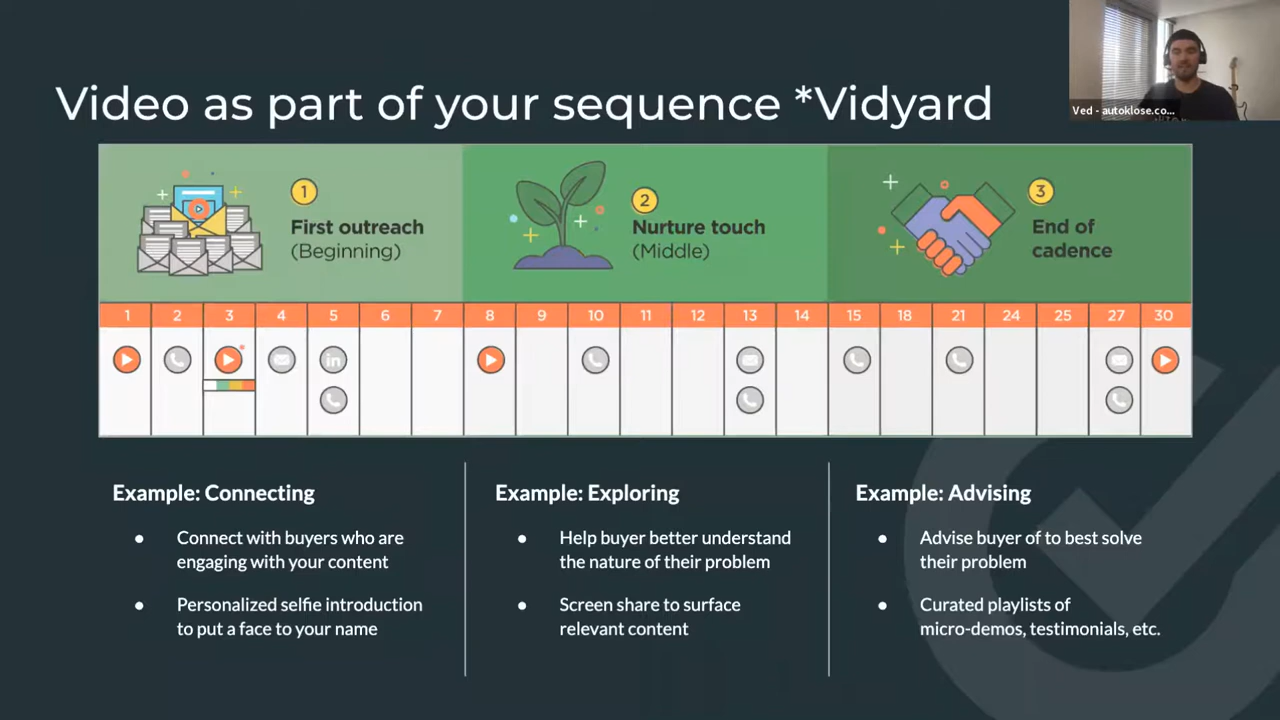 Video as part of your sequence *Vidyard
Ved - autoklose.co...
1
First outreach
(Beginning)
2
Nurture touch
(Middle)
3
End of
cadence
1 2 3 4 5 6 7 8 9 10 11 12 13 14 15 18 21 24 25 27 30
in
Example: Connecting
Connect with buyers who are
engaging with your content
Personalized selfie introduction
to put a face to your name
Example: Exploring
Help buyer better understand
the nature of their problem
Screen share to surface
relevant content
Example: Advising
Advise buyer of to best solve
their problem
Curated playlists of
micro-demos, testimonials, etc.